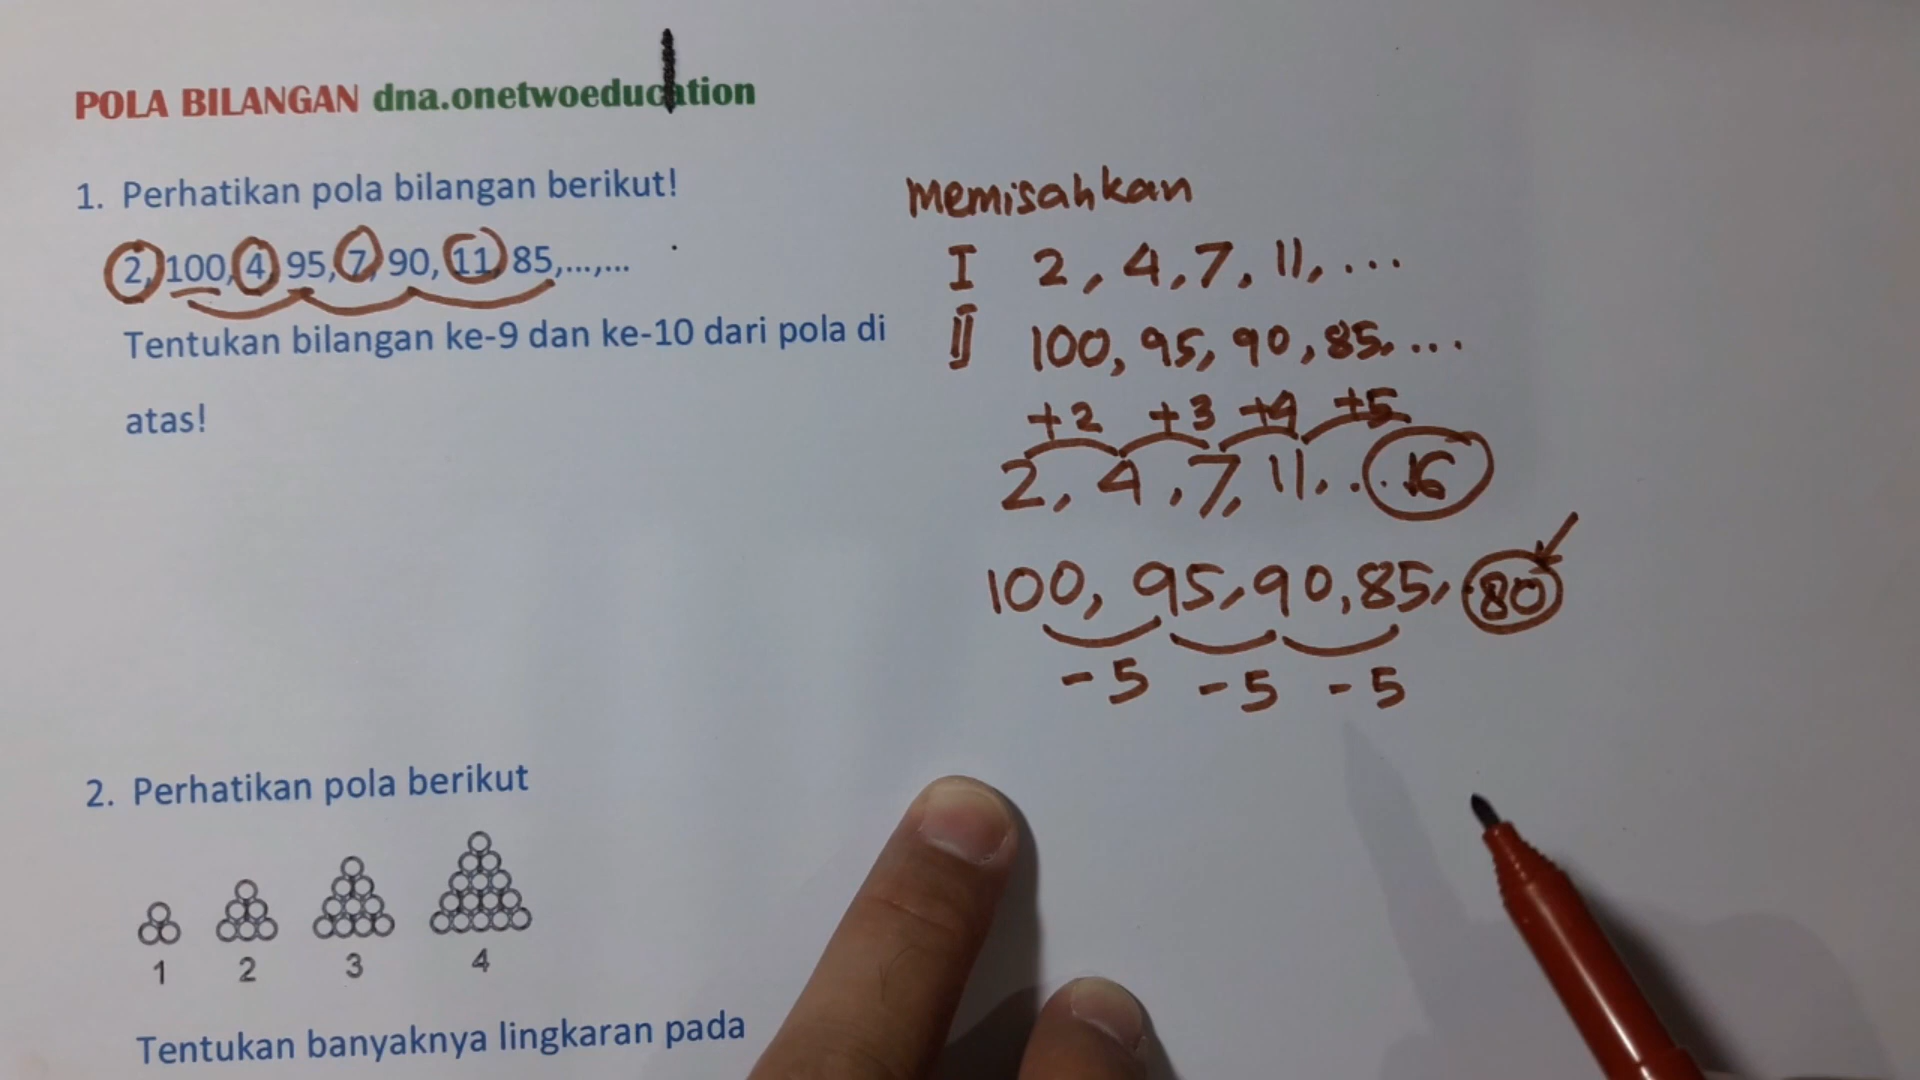 POLA BILANGAN dna.onetwoeducation
1. Perhatikan pola bilangan berikut!
2, 100, 4, 95, 7, 90, 11, 85,...,...
Tentukan bilangan ke-9 dan ke-10 dari pola di
atas!
Memisahkan
I 2, 4, 7, 11, ...
II 100, 95, 90, 85, ...
+2 +3 +4 +5
2, 4, 7, 11, .. 16
100, 95, 90, 85, 80
-5 -5 -5
2. Perhatikan pola berikut
1 2 3 4
Tentukan banyaknya lingkaran pada